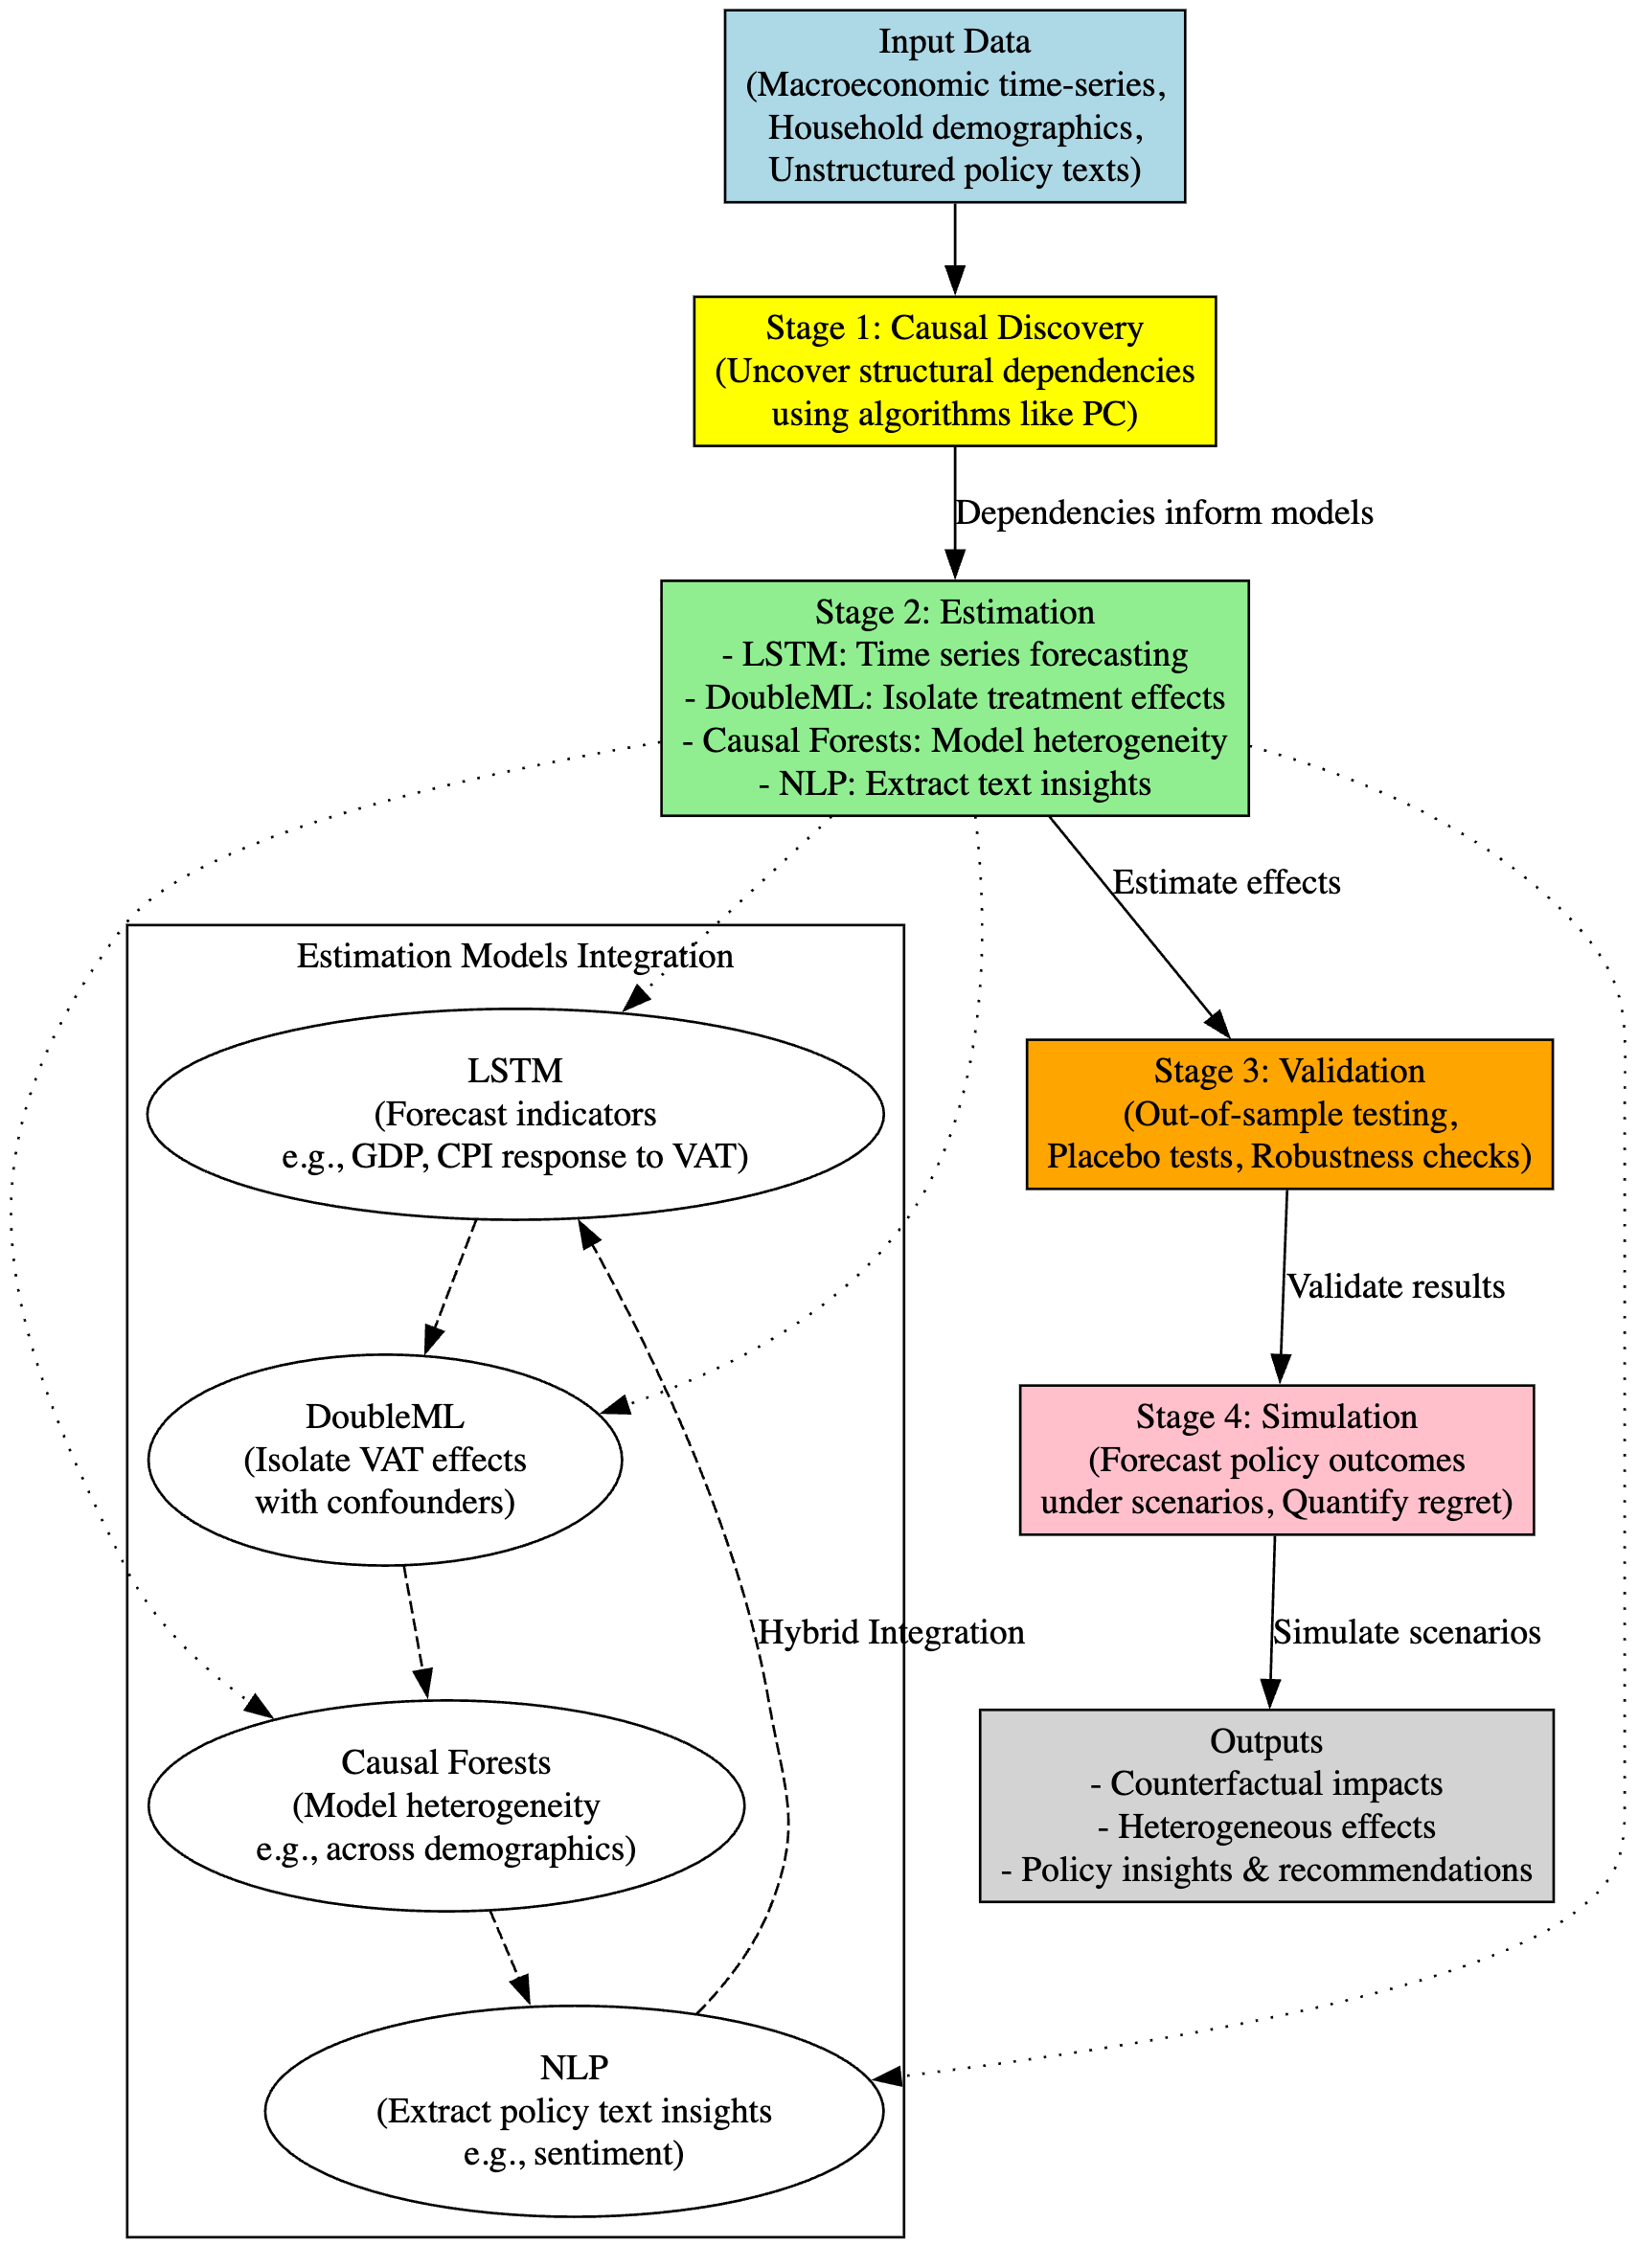 Input Data
(Macroeconomic time-series,
Household demographics,
Unstructured policy texts)
Stage 1: Causal Discovery
(Uncover structural dependencies
using algorithms like PC)
Dependencies inform models
Stage 2: Estimation
- LSTM: Time series forecasting
- DoubleML: Isolate treatment effects
- Causal Forests: Model heterogeneity
- NLP: Extract text insights
Estimate effects
Estimation Models Integration
LSTM
(Forecast indicators
e.g., GDP, CPI response to VAT)
Stage 3: Validation
(Out-of-sample testing,
Placebo tests, Robustness checks)
Validate results
DoubleML
(Isolate VAT effects
with confounders)
Stage 4: Simulation
(Forecast policy outcomes
under scenarios, Quantify regret)
Hybrid Integration
Simulate scenarios
Causal Forests
(Model heterogeneity
e.g., across demographics)
Outputs
- Counterfactual impacts
- Heterogeneous effects
- Policy insights & recommendations
NLP
(Extract policy text insights
e.g., sentiment)